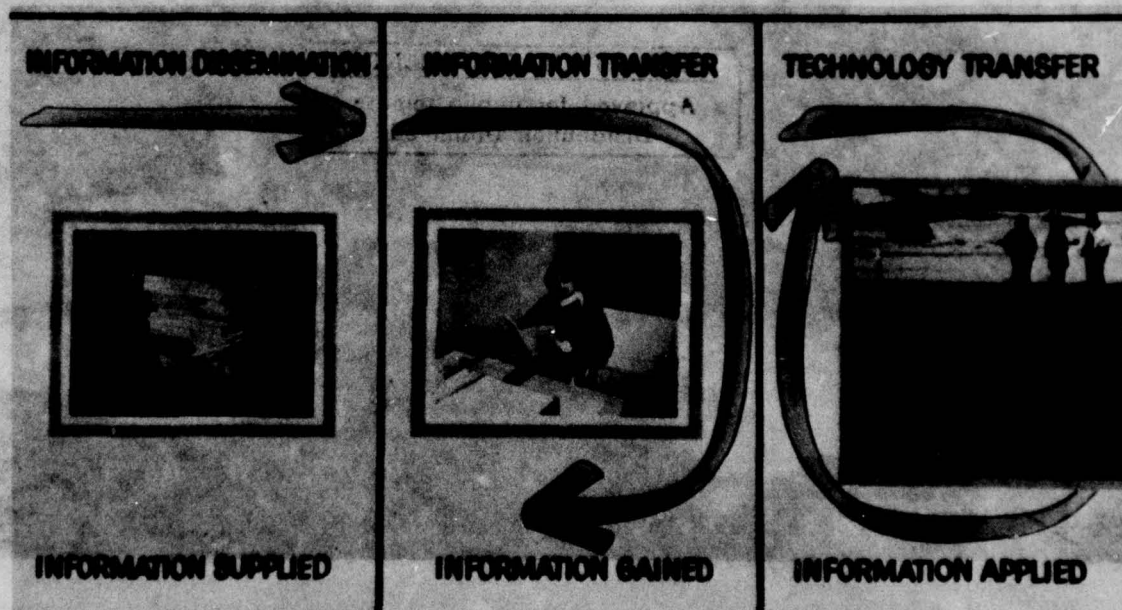 INFORMATION DISSEMINATION
INFORMATION SUPPLIED
INFORMATION TRANSFER
INFORMATION GAINED
TECHNOLOGY TRANSFER
INFORMATION APPLIED